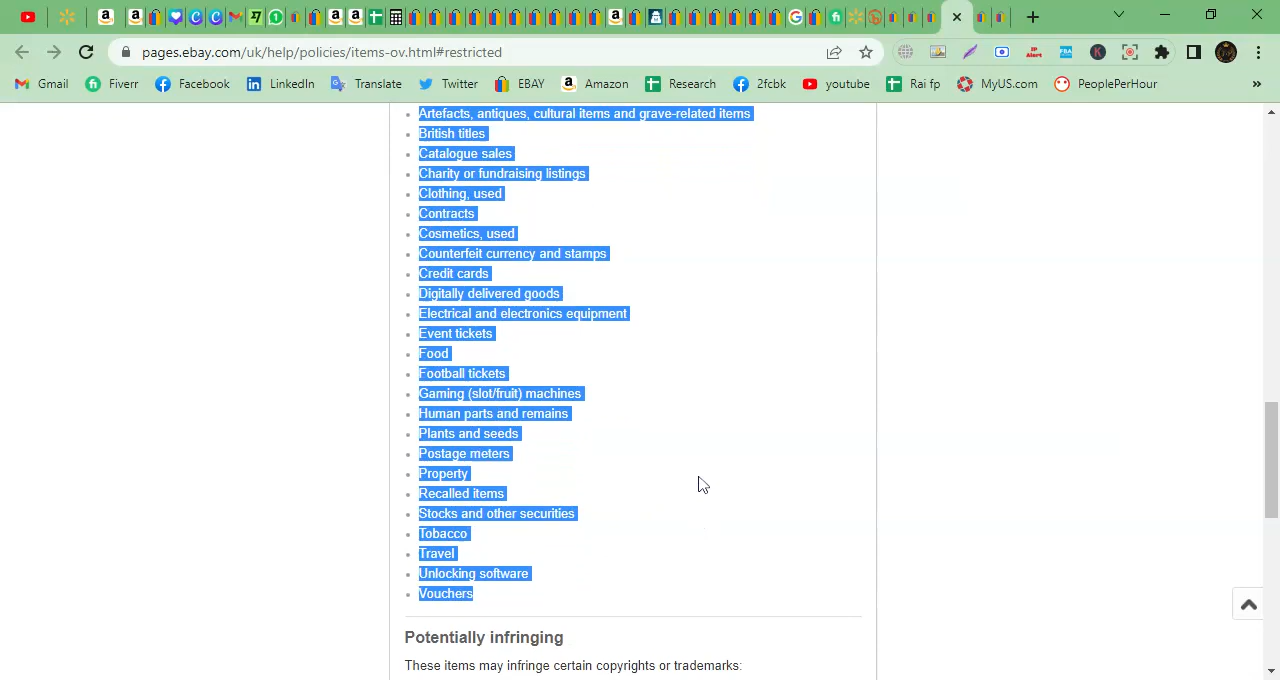 pages.ebay.com/uk/help/policies/items-ov.html#restricted
Gmail Fiverr Facebook LinkedIn Translate Twitter EBAY Amazon Research 2fcbk youtube Rai fp MyUS.com PeoplePerHour »
Artefacts, antiques, cultural items and grave-related items
British titles
Catalogue sales
Charity or fundraising listings
Clothing, used
Contracts
Cosmetics, used
Counterfeit currency and stamps
Credit cards
Digitally delivered goods
Electrical and electronics equipment
Event tickets
Food
Football tickets
Gaming (slot/fruit) machines
Human parts and remains
Plants and seeds
Postage meters
Property
Recalled items
Stocks and other securities
Tobacco
Travel
Unlocking software
Vouchers
Potentially infringing
These items may infringe certain copyrights or trademarks: